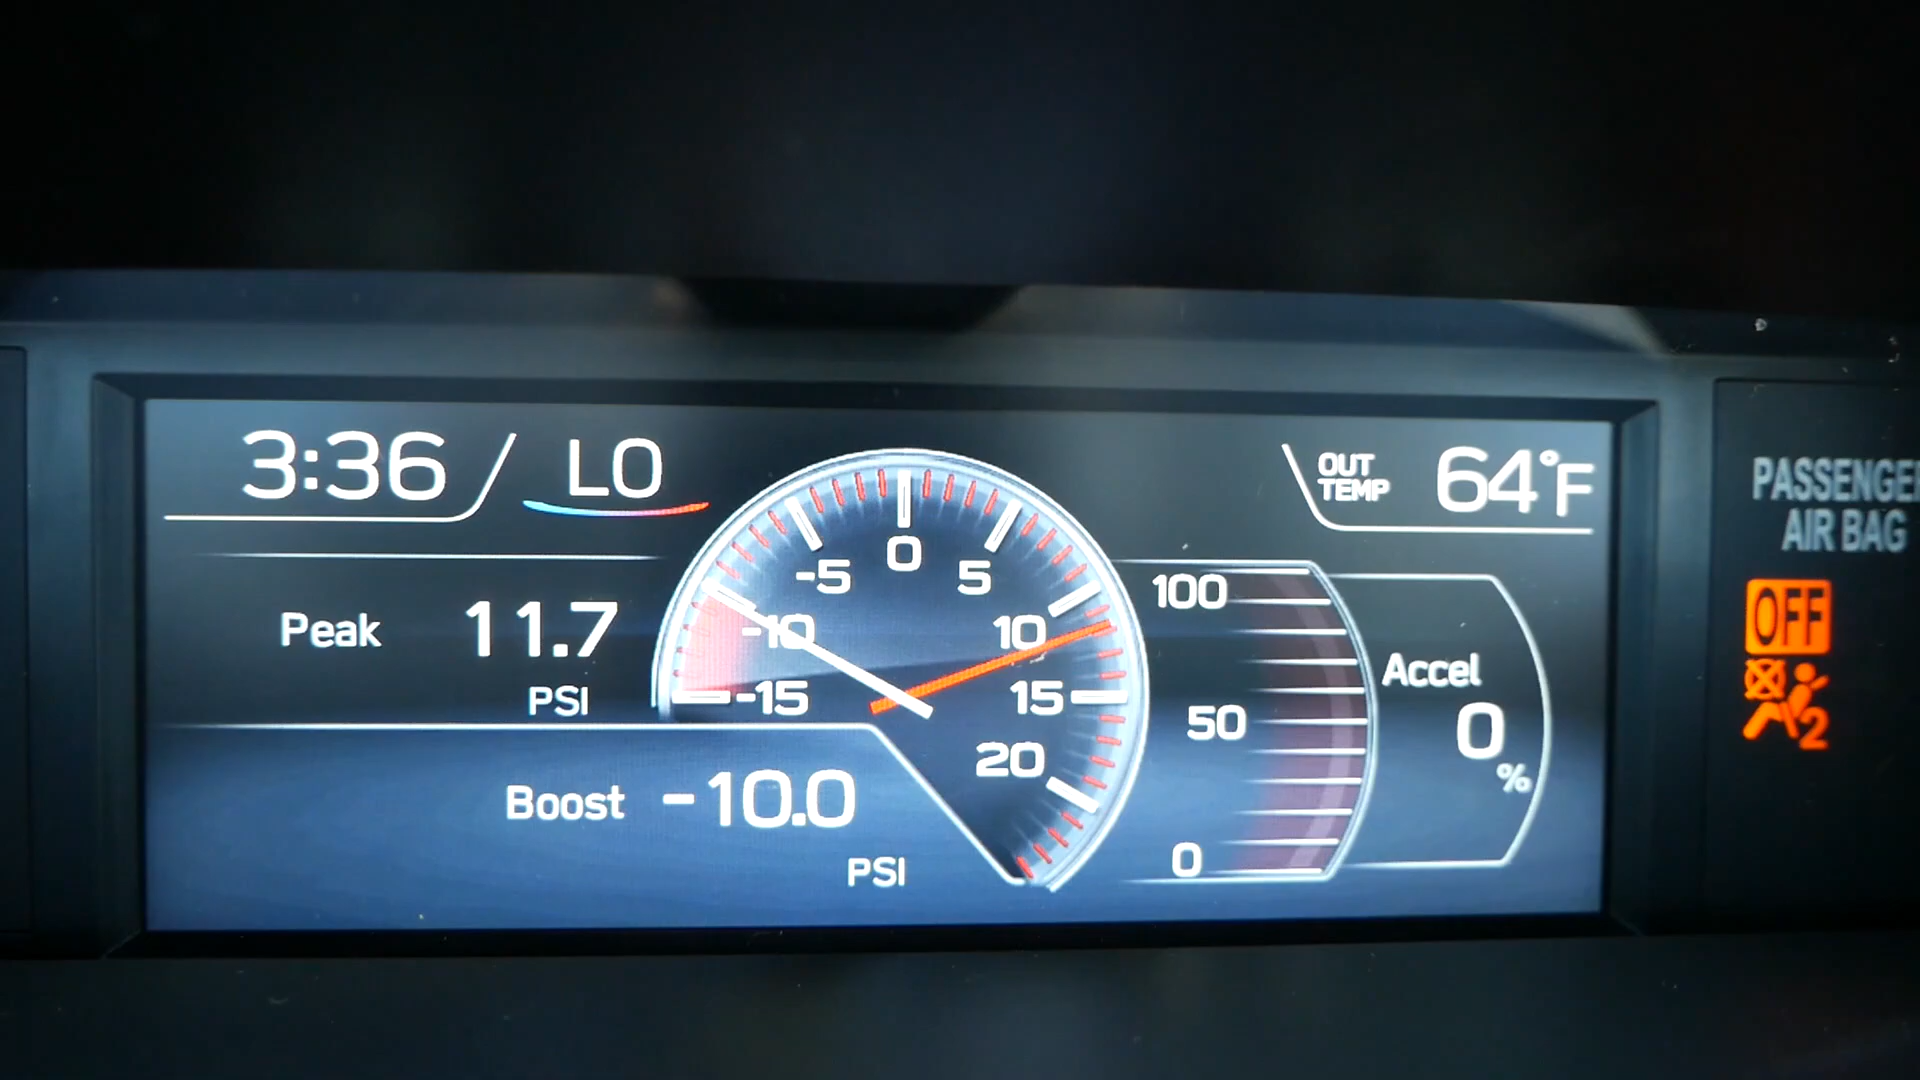 3:36 LO
OUT
TEMP
64°F
Peak 11.7
PSI
Boost -10.0
PSI
-15
-10
-5
0
5
10
15
20
100
50
0
Accel
0
%
PASSENGER
AIR BAG
OFF
2